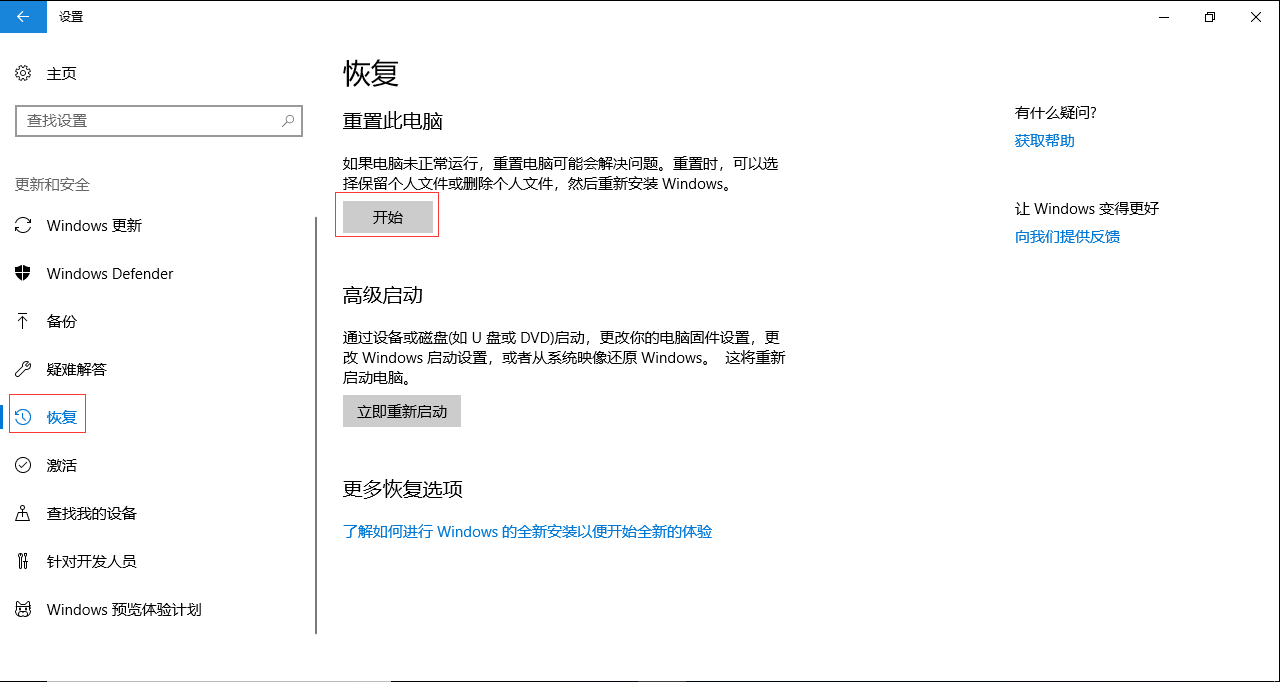 设置
主页
查找设置
更新和安全
Windows 更新
Windows Defender
备份
疑难解答
恢复
激活
查找我的设备
针对开发人员
Windows 预览体验计划
恢复
重置此电脑
如果电脑未正常运行，重置电脑可能会解决问题。重置时，可以选
择保留个人文件或删除个人文件，然后重新安装 Windows。
开始
高级启动
通过设备或磁盘(如 U 盘或 DVD)启动，更改你的电脑固件设置，更
改 Windows 启动设置，或者从系统映像还原 Windows。 这将重新
启动电脑。
立即重新启动
更多恢复选项
了解如何进行 Windows 的全新安装以便开始全新的体验
有什么疑问?
获取帮助
让 Windows 变得更好
向我们提供反馈